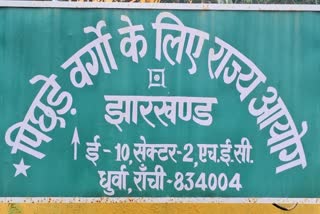 पिछड़े वर्गों के लिए राज्य आयोग
झारखण्ड
ई-10, सेक्टर-2, एच.ई.सी.
धुर्वा, राँची-834004